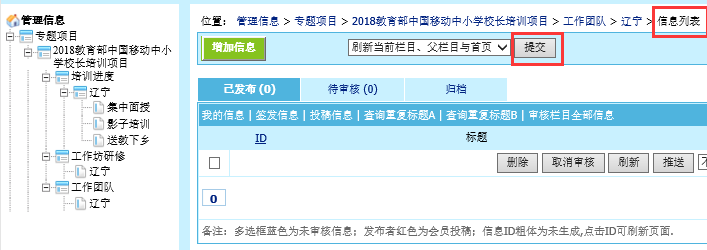 管理信息
专题项目
2018教育部中国移动中小
学校长培训项目
培训进度
辽宁
集中面授
影子培训
送教下乡
工作坊研修
辽宁
工作团队
辽宁
位置： 管理信息 > 专题项目 > 2018教育部中国移动中小学校长培训项目 > 工作团队 > 辽宁 > 信息列表
增加信息 刷新当前栏目、父栏目与首页 提交
已发布 (0) 待审核 (0) 归档
我的信息 | 签发信息 | 投稿信息 | 查询重复标题A | 查询重复标题B | 审核栏目全部信息
ID 标题
删除 取消审核 刷新 推送 不
0
备注：多选框蓝色为未审核信息；发布者红色为会员投稿；信息ID粗体为未生成,点击ID可刷新页面.